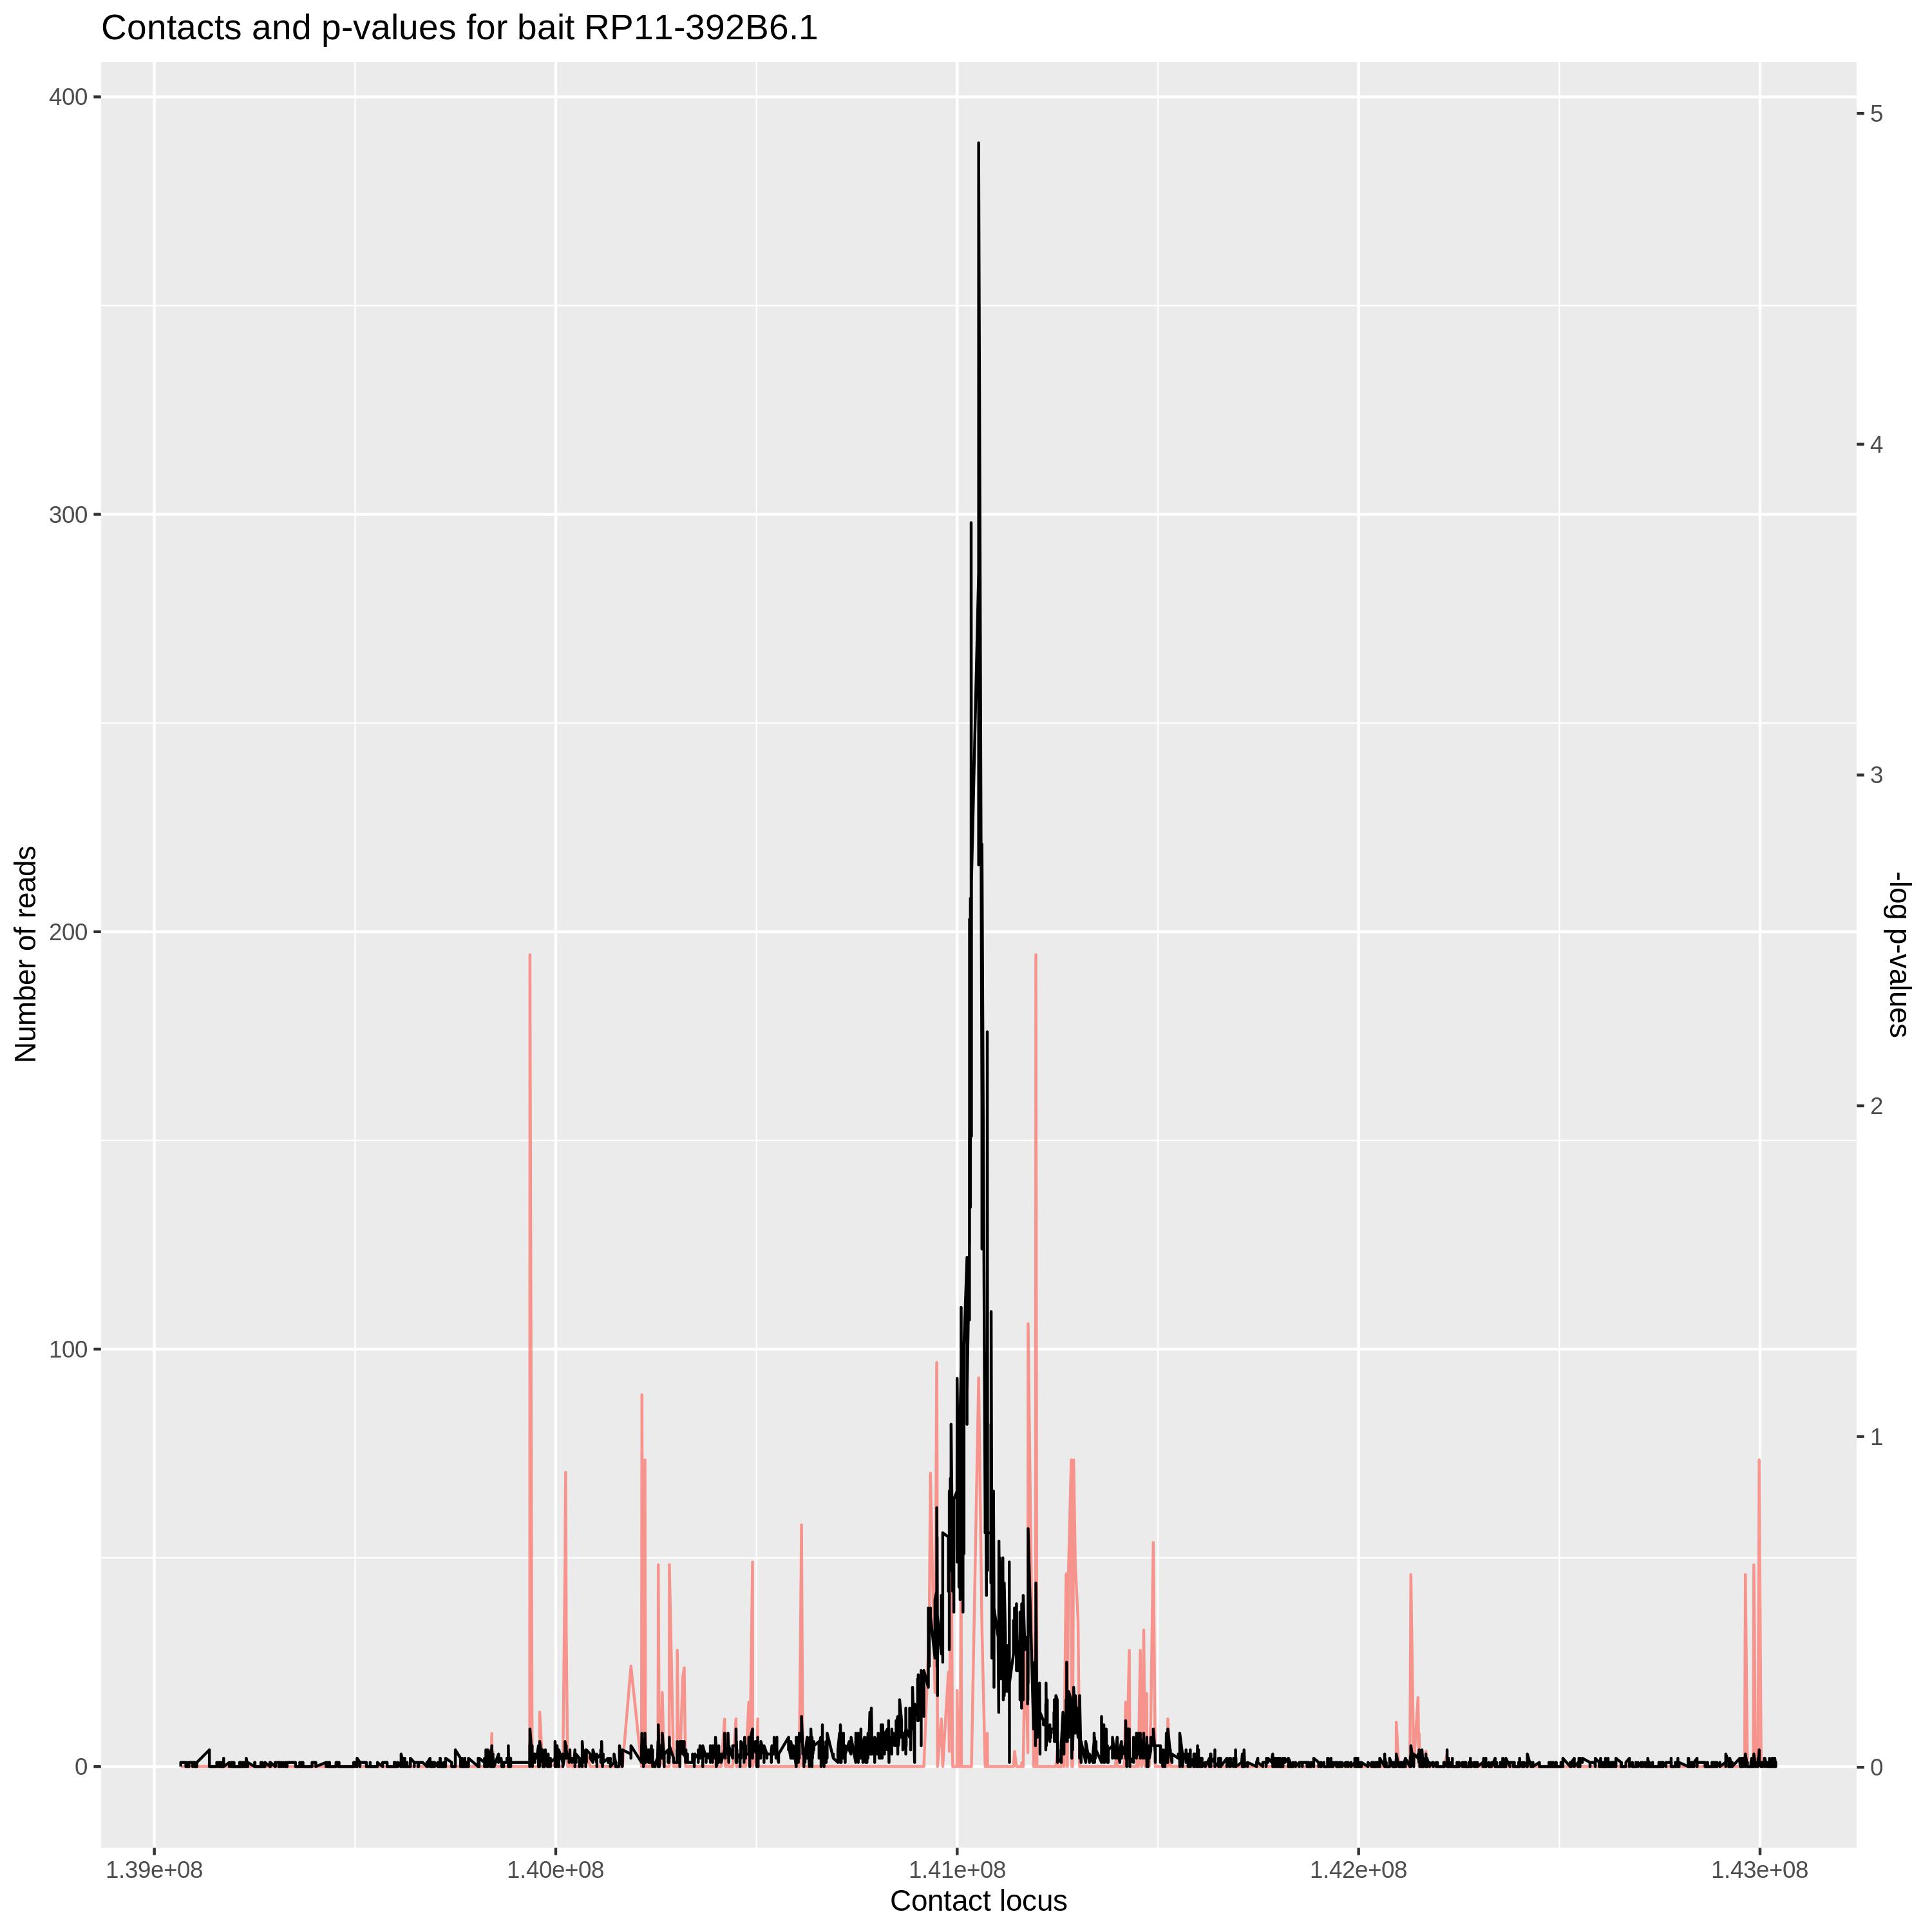 Contacts and p-values for bait RP11-392B6.1
400
300
200
100
0
Number of reads
5
4
3
2
1
0
-log p-values
1.39e+08 1.40e+08 1.41e+08 1.42e+08 1.43e+08
Contact locus